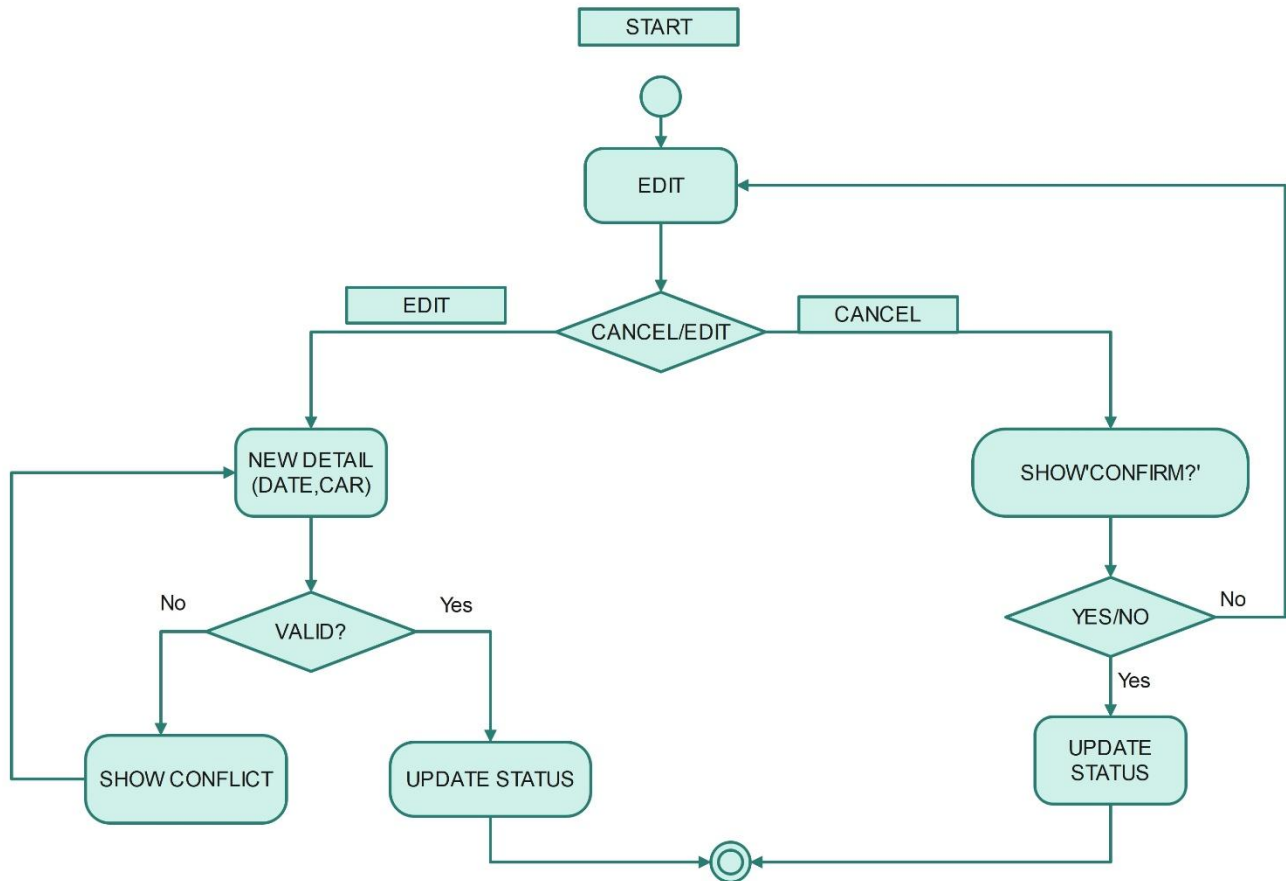 START
EDIT
EDIT
CANCEL/EDIT
CANCEL
NEW DETAIL
(DATE,CAR)
SHOW'CONFIRM?'
No
VALID?
Yes
YES/NO
No
Yes
SHOW CONFLICT
UPDATE STATUS
UPDATE
STATUS